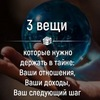 3 вещи
которые нужно
держать в тайне:
Ваши отношения,
Ваши доходы,
Ваш следующий шаг